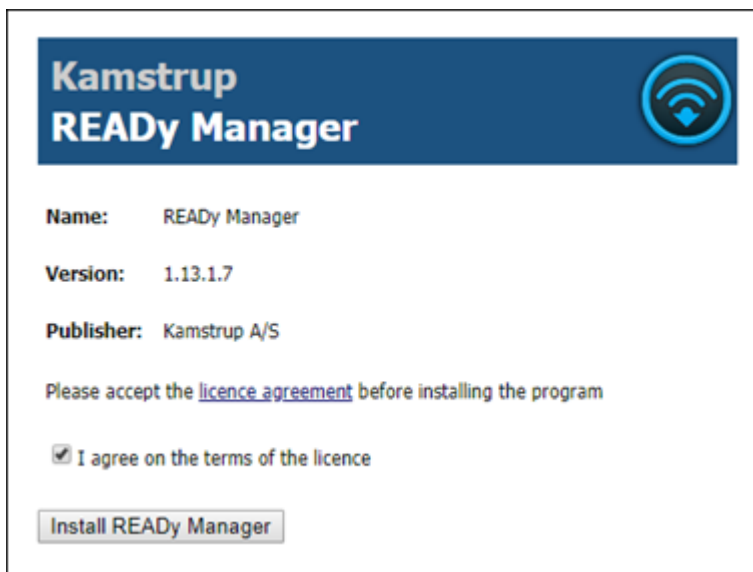 Kamstrup
READy Manager
Name: READy Manager
Version: 1.13.1.7
Publisher: Kamstrup A/S
Please accept the licence agreement before installing the program
I agree on the terms of the licence
Install READy Manager